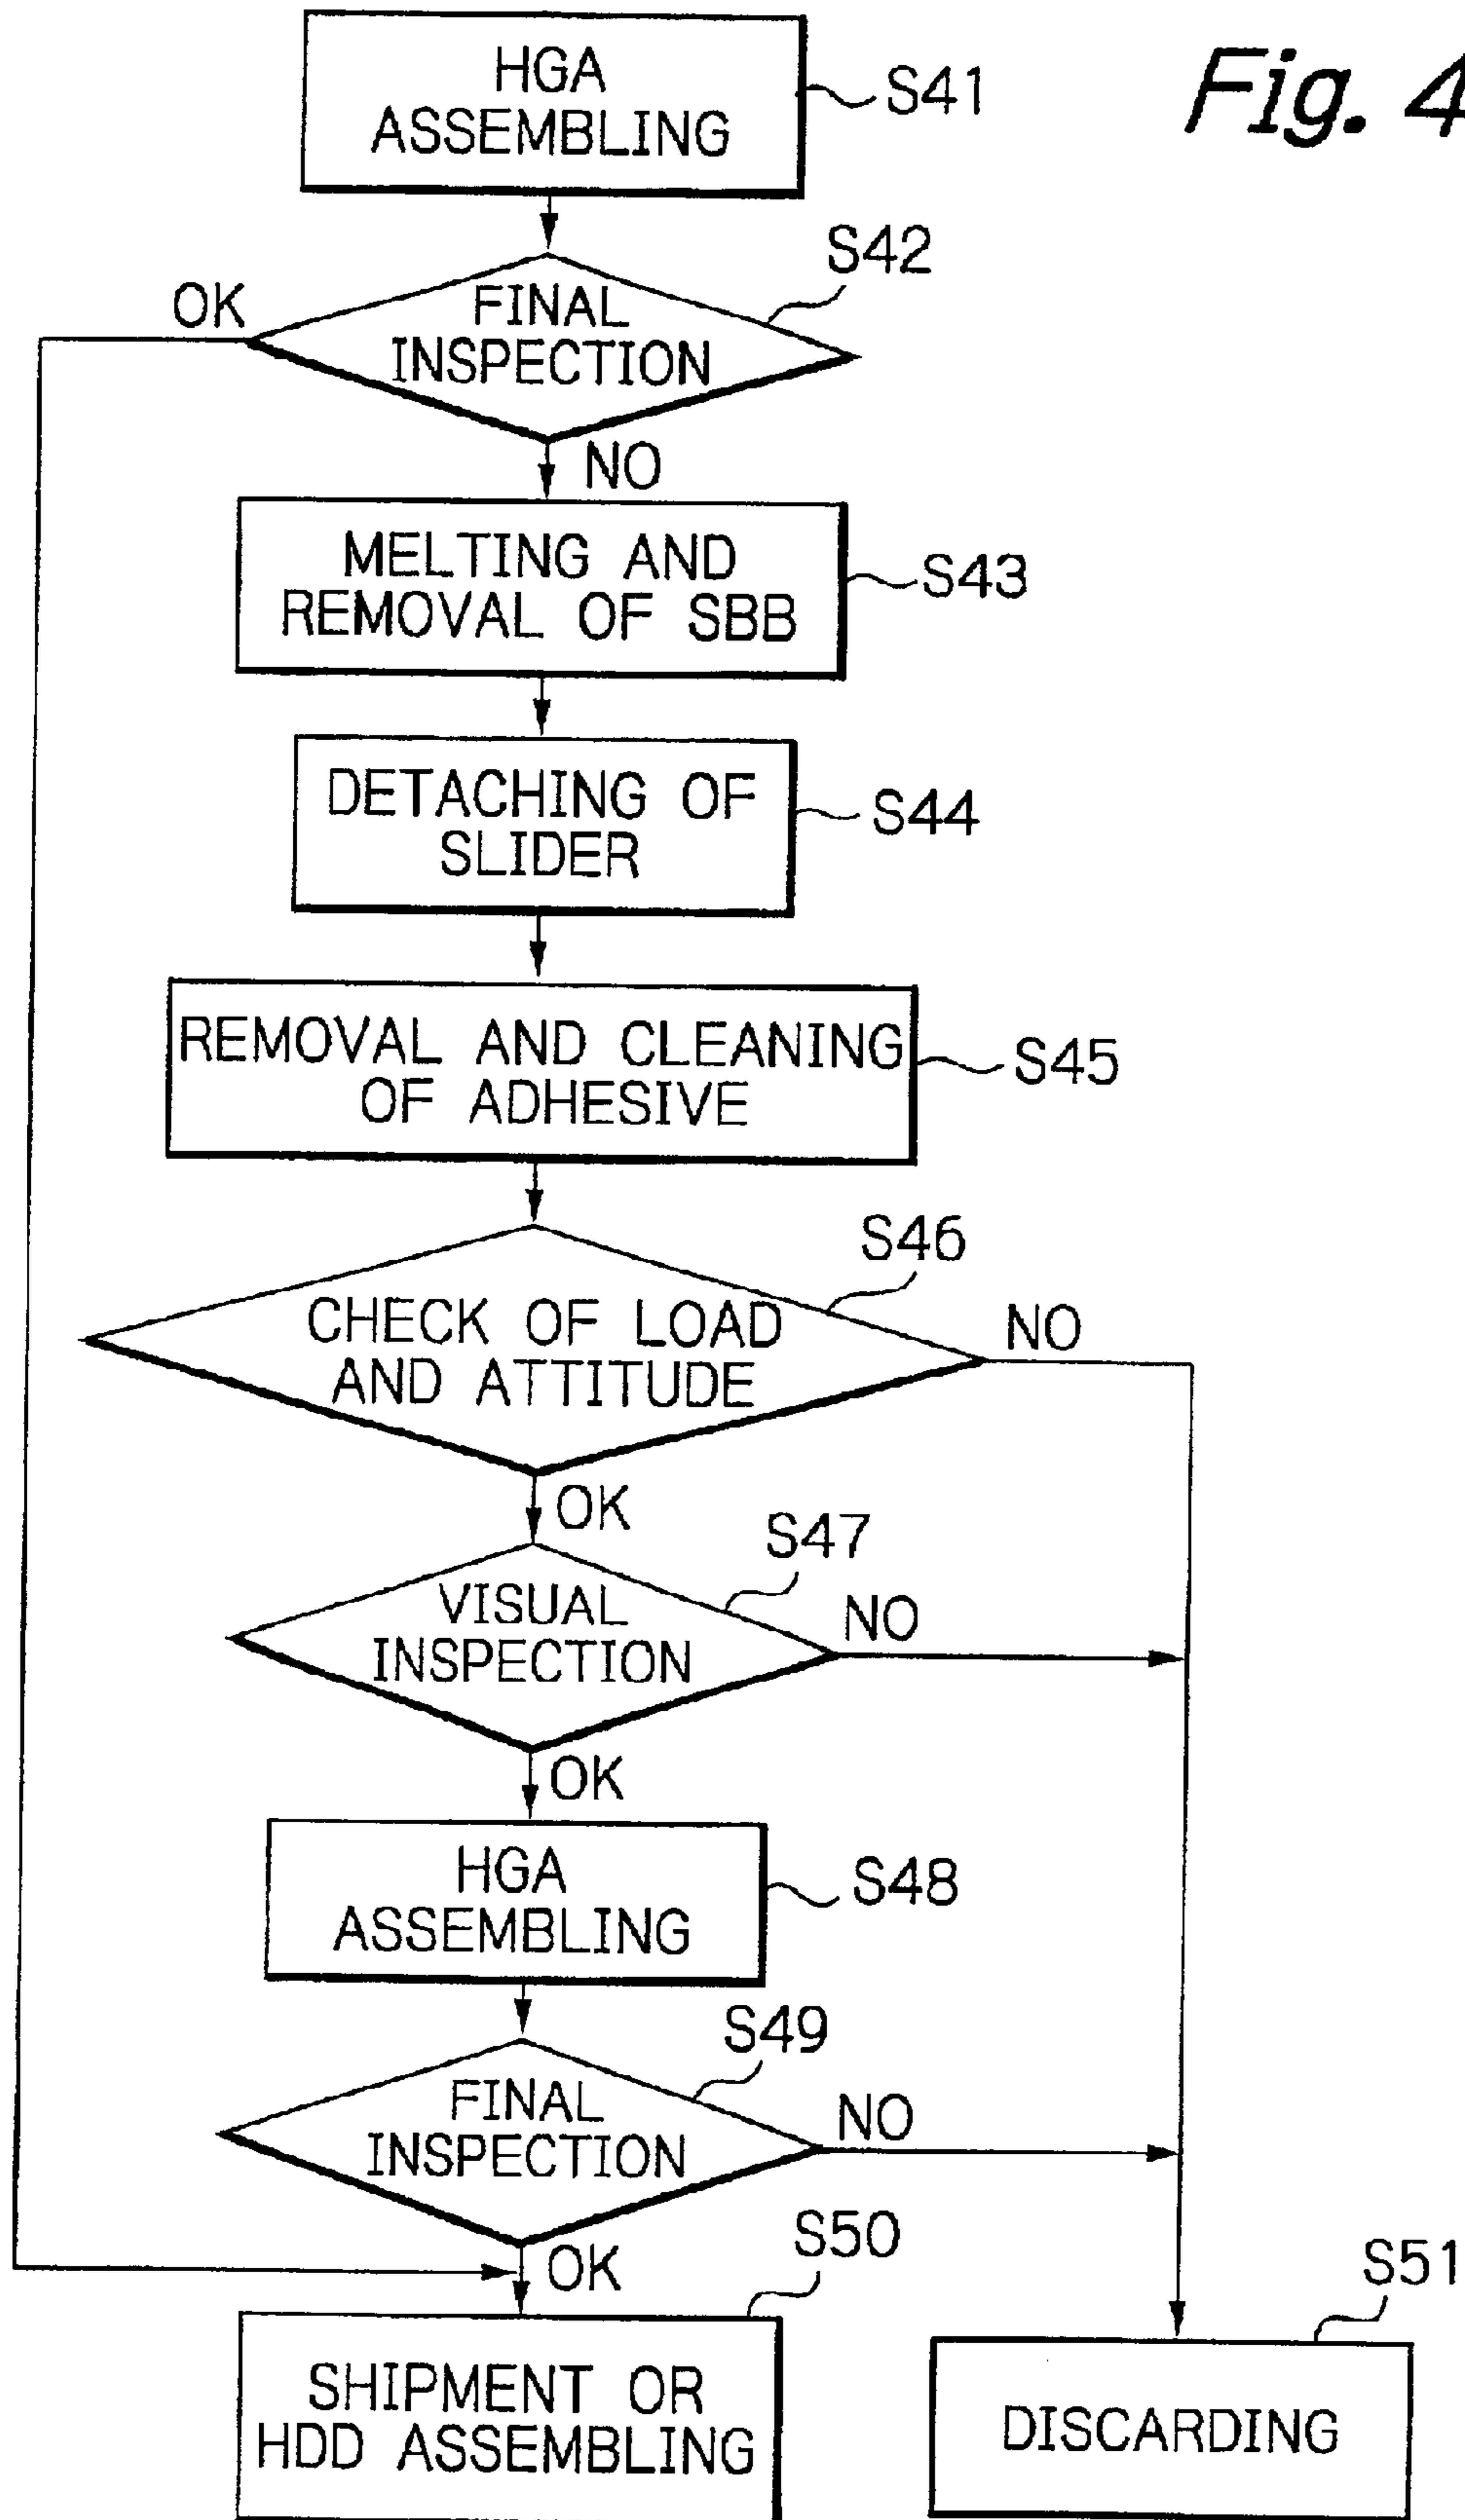 HGA
ASSEMBLING
S41
Fig. 4
S42
OK
FINAL
INSPECTION
NO
MELTING AND
REMOVAL OF SBB
S43
DETACHING OF
SLIDER
S44
REMOVAL AND CLEANING
OF ADHESIVE
S45
S46
CHECK OF LOAD
AND ATTITUDE
NO
OK
S47
VISUAL
INSPECTION
NO
OK
HGA
ASSEMBLING
S48
S49
FINAL
INSPECTION
NO
OK
S50
SHIPMENT OR
HDD ASSEMBLING
S51
DISCARDING